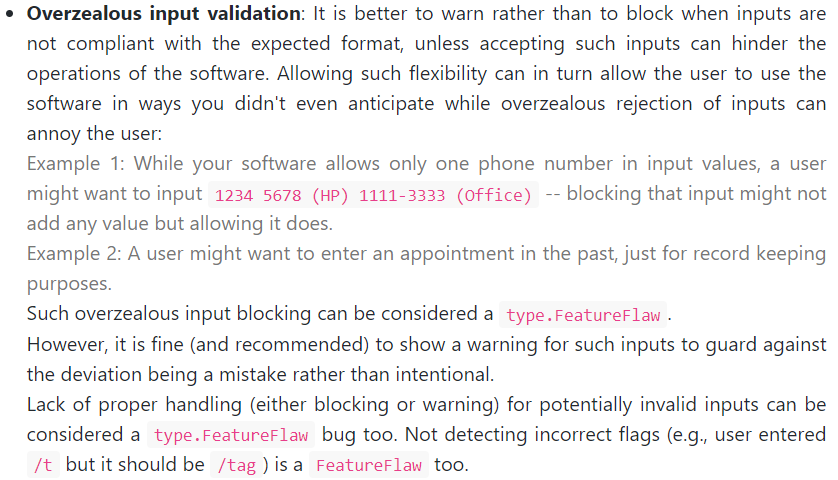 • Overzealous input validation: It is better to warn rather than to block when inputs are
not compliant with the expected format, unless accepting such inputs can hinder the
operations of the software. Allowing such flexibility can in turn allow the user to use the
software in ways you didn't even anticipate while overzealous rejection of inputs can
annoy the user:
Example 1: While your software allows only one phone number in input values, a user
might want to input 1234 5678 (HP) 1111-3333 (Office) -- blocking that input might not
add any value but allowing it does.
Example 2: A user might want to enter an appointment in the past, just for record keeping
purposes.
Such overzealous input blocking can be considered a type.FeatureFlaw.
However, it is fine (and recommended) to show a warning for such inputs to guard against
the deviation being a mistake rather than intentional.
Lack of proper handling (either blocking or warning) for potentially invalid inputs can be
considered a type.FeatureFlaw bug too. Not detecting incorrect flags (e.g., user entered
/t but it should be /tag) is a FeatureFlaw too.